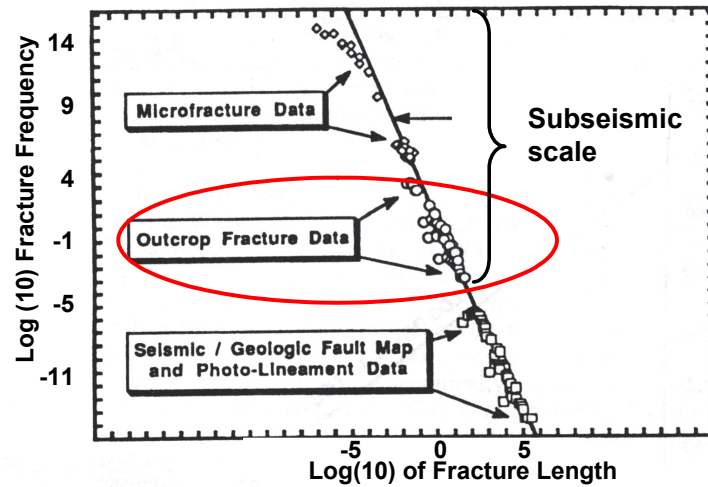 14
9
4
-1
-5
-11
Log (10) Fracture Frequency
Microfracture Data
Subseismic
scale
Outcrop Fracture Data
Seismic / Geologic Fault Map
and Photo-Lineament Data
-5 0 5
Log(10) of Fracture Length